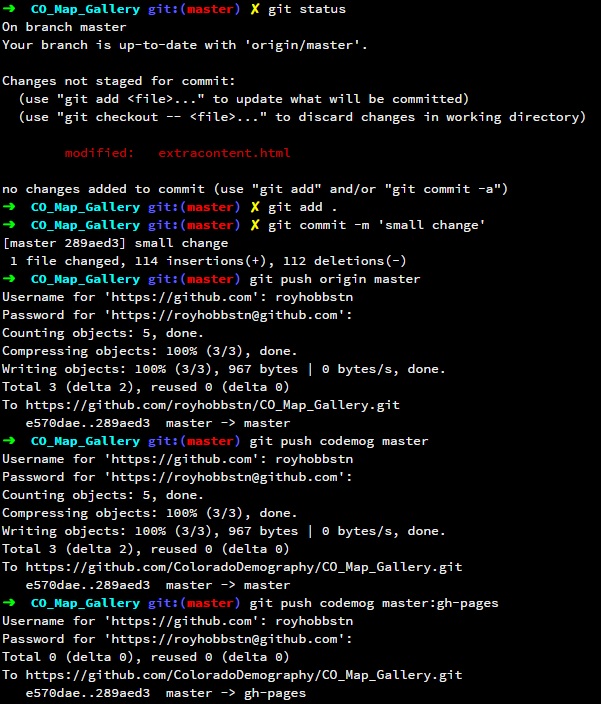 ➜  CO_Map_Gallery git:(master) ✗ git status
On branch master
Your branch is up-to-date with 'origin/master'.

Changes not staged for commit:
  (use "git add <file>..." to update what will be committed)
  (use "git checkout -- <file>..." to discard changes in working directory)

        modified:   extracontent.html

no changes added to commit (use "git add" and/or "git commit -a")
➜  CO_Map_Gallery git:(master) ✗ git add .
➜  CO_Map_Gallery git:(master) ✗ git commit -m 'small change'
[master 289aed3] small change
 1 file changed, 114 insertions(+), 112 deletions(-)
➜  CO_Map_Gallery git:(master) git push origin master
Username for 'https://github.com': royhobbstn
Password for 'https://royhobbstn@github.com':
Counting objects: 5, done.
Compressing objects: 100% (3/3), done.
Writing objects: 100% (3/3), 967 bytes | 0 bytes/s, done.
Total 3 (delta 2), reused 0 (delta 0)
To https://github.com/royhobbstn/CO_Map_Gallery.git
   e570dae..289aed3  master -> master
➜  CO_Map_Gallery git:(master) git push codemog master
Username for 'https://github.com': royhobbstn
Password for 'https://royhobbstn@github.com':
Counting objects: 5, done.
Compressing objects: 100% (3/3), done.
Writing objects: 100% (3/3), 967 bytes | 0 bytes/s, done.
Total 3 (delta 2), reused 0 (delta 0)
To https://github.com/ColoradoDemography/CO_Map_Gallery.git
   e570dae..289aed3  master -> master
➜  CO_Map_Gallery git:(master) git push codemog master:gh-pages
Username for 'https://github.com': royhobbstn
Password for 'https://royhobbstn@github.com':
Total 0 (delta 0), reused 0 (delta 0)
To https://github.com/ColoradoDemography/CO_Map_Gallery.git
   e570dae..289aed3  master -> gh-pages